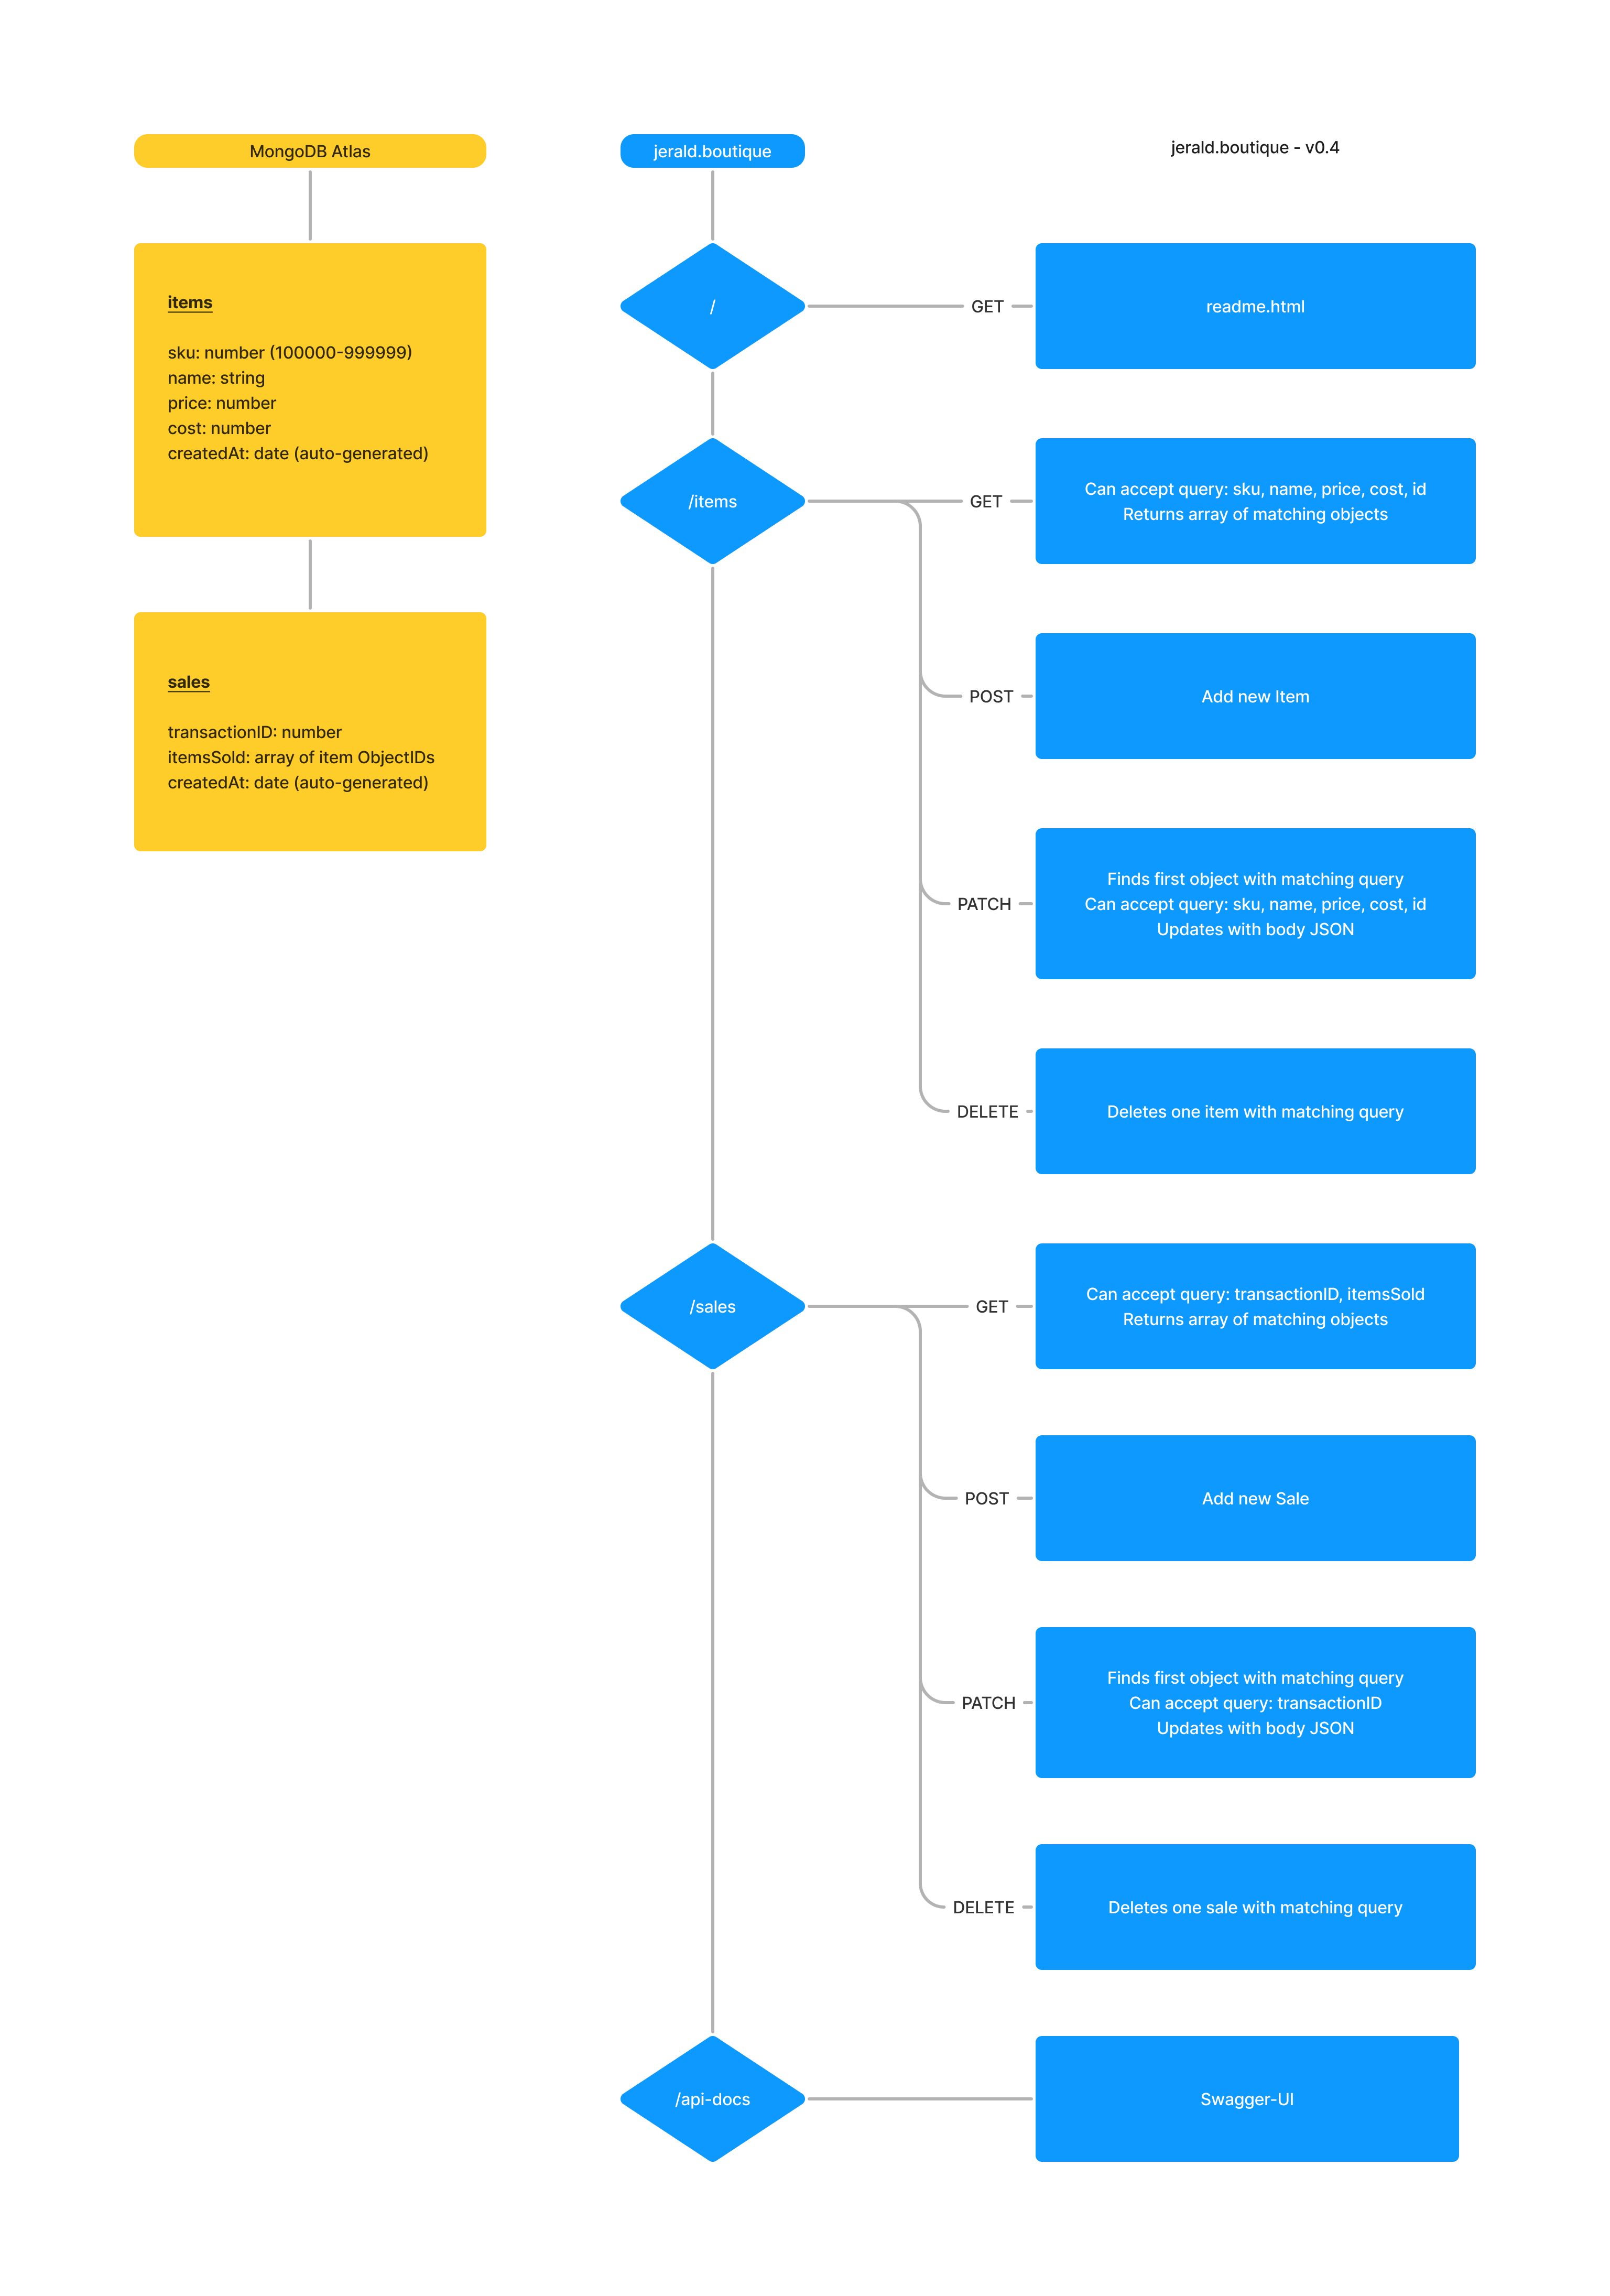 MongoDB Atlas
items
sku: number (100000-999999)
name: string
price: number
cost: number
createdAt: date (auto-generated)
sales
transactionID: number
itemsSold: array of item ObjectIDs
createdAt: date (auto-generated)
jerald.boutique
jerald.boutique - v0.4
/
GET
readme.html
/items
GET
Can accept query: sku, name, price, cost, id
Returns array of matching objects
POST
Add new Item
PATCH
Finds first object with matching query
Can accept query: sku, name, price, cost, id
Updates with body JSON
DELETE
Deletes one item with matching query
/sales
GET
Can accept query: transactionID, itemsSold
Returns array of matching objects
POST
Add new Sale
PATCH
Finds first object with matching query
Can accept query: transactionID
Updates with body JSON
DELETE
Deletes one sale with matching query
/api-docs
Swagger-UI